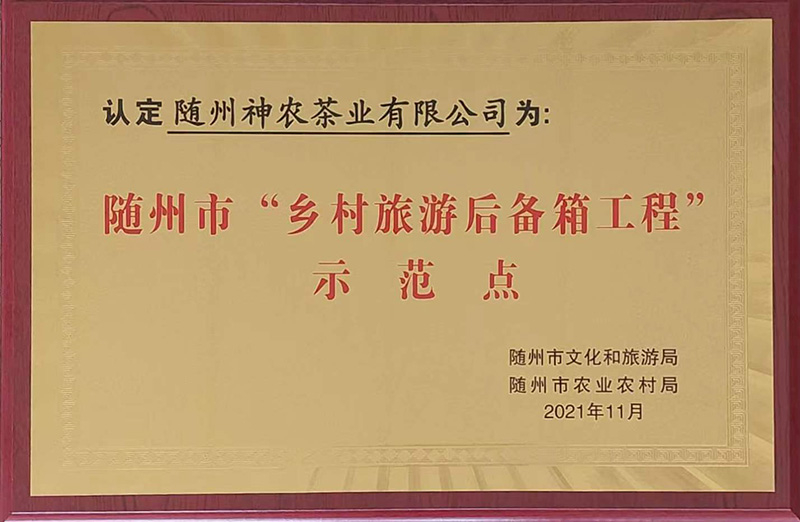 认定随州神农茶业有限公司为:
随州市“乡村旅游后备箱工程”
示范点
随州市文化和旅游局
随州市农业农村局
2021年11月